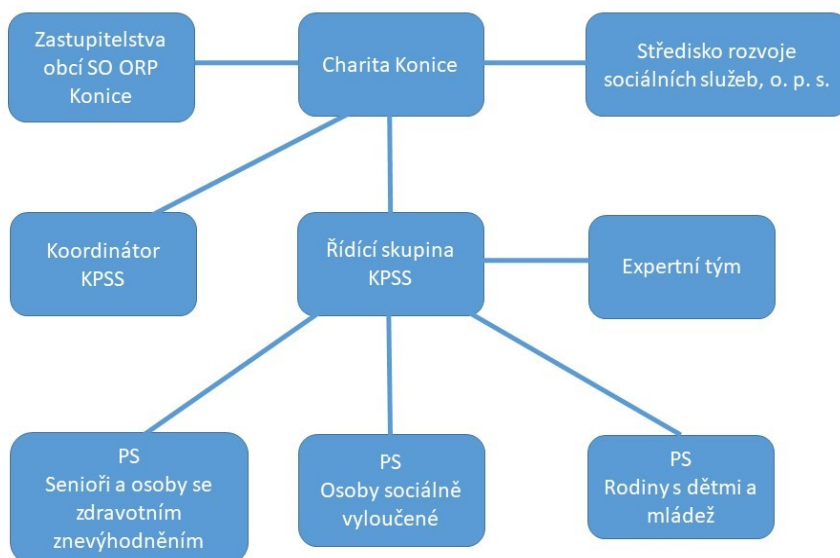 Zastupitelstva
obcí SO ORP
Konice
Charita Konice
Středisko rozvoje
sociálních služeb, o. p. s.
Koordinátor
KPSS
Řídící skupina
KPSS
Expertní tým
PS
Senioři a osoby se
zdravotním
znevýhodněním
PS
Osoby sociálně
vyloučené
PS
Rodiny s dětmi a
mládež